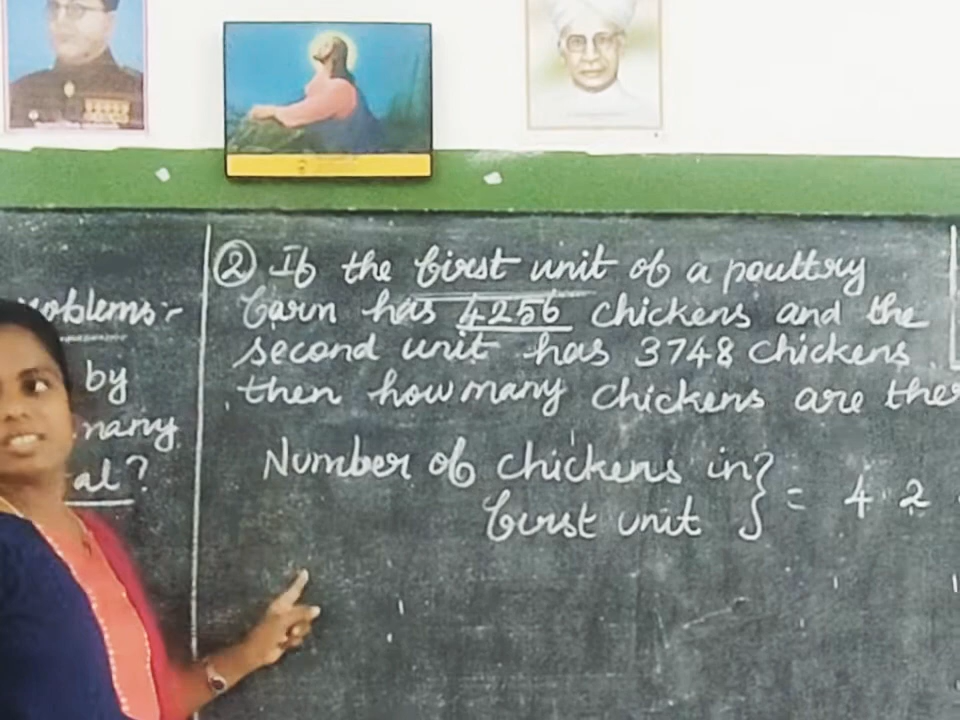 oblems:-
by
many
al?
② If the first unit of a poultry
farm has 4256 chickens and the
second unit has 3748 chickens.
then how many chickens are ther
Number of chickens in } = 4 2
first unit